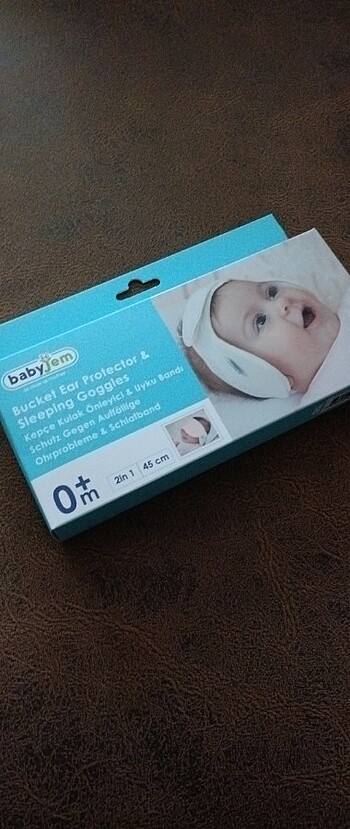 babyjem
Bucket Ear Protector &
Sleeping Goggles
Kepçe Kulak Önleyici & Uyku Bandı
Schutz Gegen Auffällige
Ohrprobleme & Schlafband
0+m
2in 1
45 cm